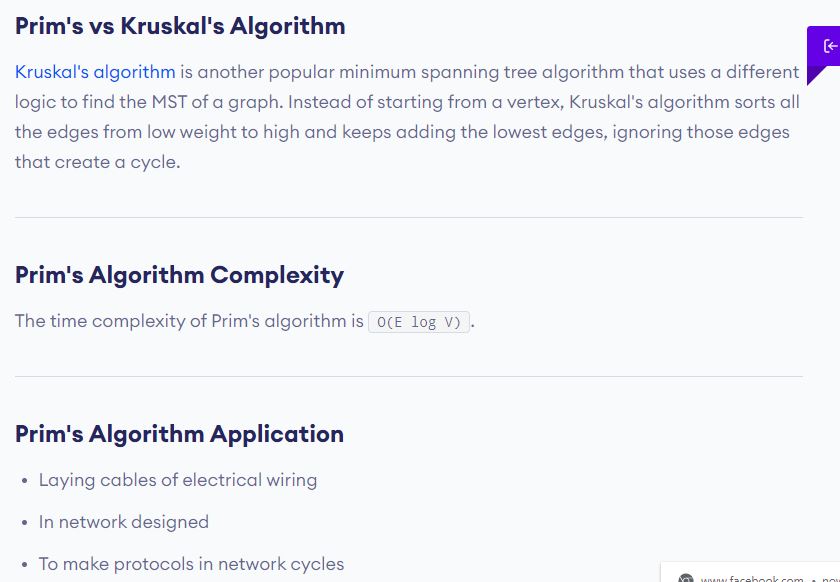 Prim's vs Kruskal's Algorithm
Kruskal's algorithm is another popular minimum spanning tree algorithm that uses a different
logic to find the MST of a graph. Instead of starting from a vertex, Kruskal's algorithm sorts all
the edges from low weight to high and keeps adding the lowest edges, ignoring those edges
that create a cycle.
Prim's Algorithm Complexity
The time complexity of Prim's algorithm is O(E log V).
Prim's Algorithm Application
• Laying cables of electrical wiring
• In network designed
• To make protocols in network cycles
www.facebook.com •